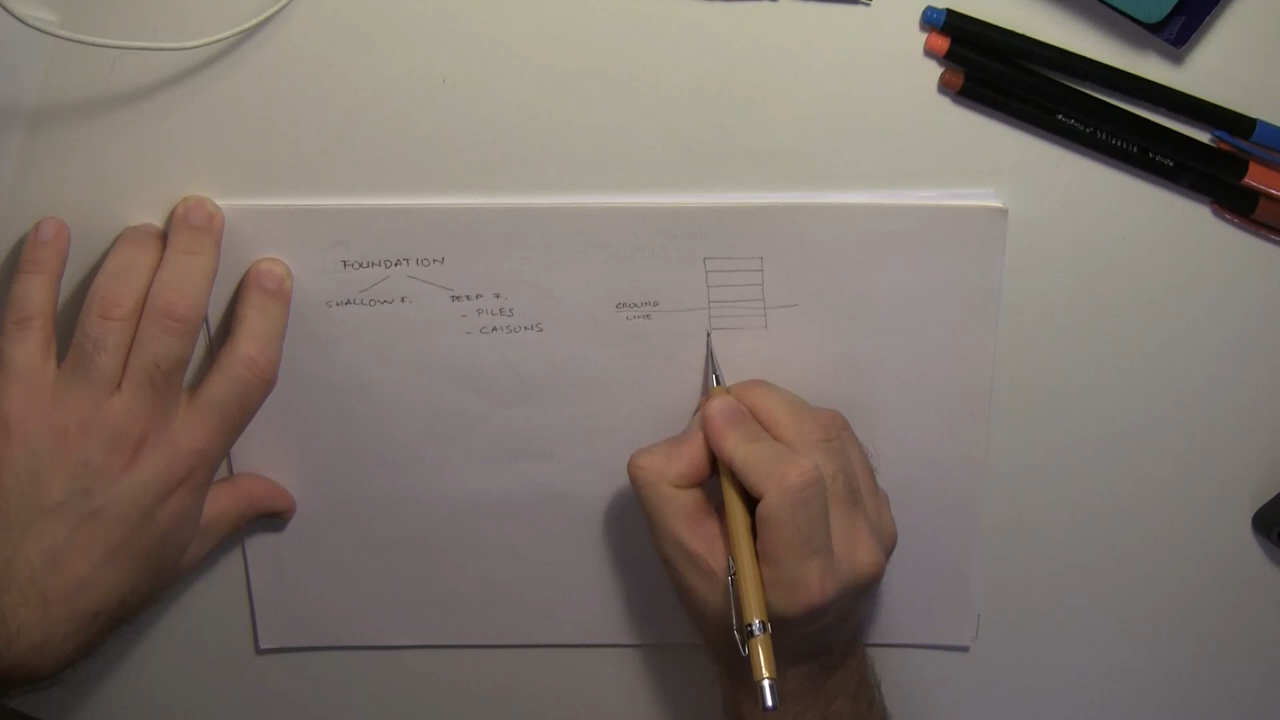 FOUNDATION
SHALLOW F.
DEEP F.
- PILES
- CAISONS
GROUND
LINE